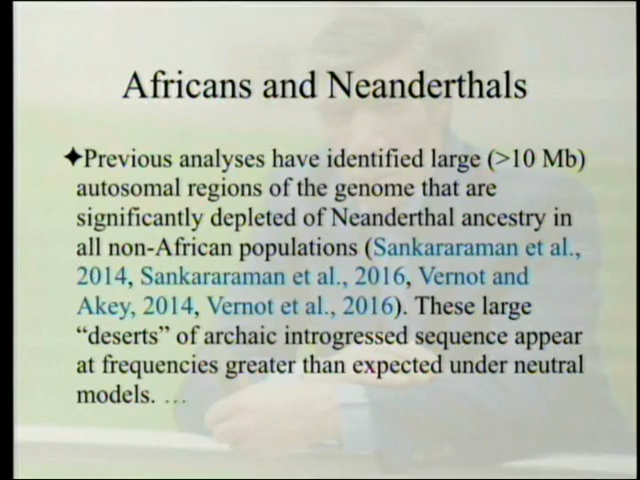 Africans and Neanderthals
✦Previous analyses have identified large (>10 Mb)
autosomal regions of the genome that are
significantly depleted of Neanderthal ancestry in
all non-African populations (Sankararaman et al.,
2014, Sankararaman et al., 2016, Vernot and
Akey, 2014, Vernot et al., 2016). These large
“deserts” of archaic introgressed sequence appear
at frequencies greater than expected under neutral
models. …